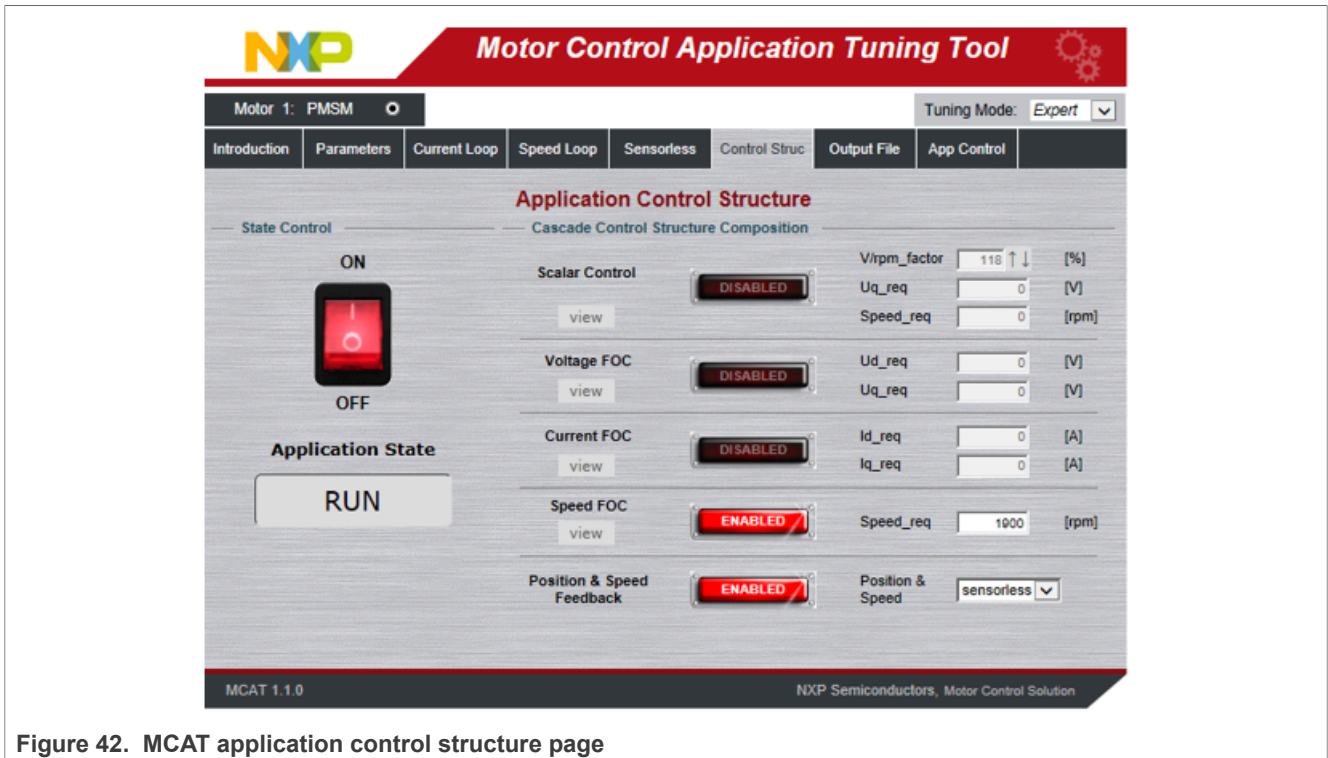 NXP
Motor Control Application Tuning Tool
Motor 1: PMSM
Tuning Mode: Expert
Introduction Parameters Current Loop Speed Loop Sensorless Control Struc Output File App Control
Application Control Structure
State Control
Cascade Control Structure Composition
ON
OFF
Application State
RUN
Scalar Control
view
DISABLED
V/rpm_factor 118 ↑↓ [%]
Uq_req 0 [V]
Speed_req 0 [rpm]
Voltage FOC
view
DISABLED
Ud_req 0 [V]
Uq_req 0 [V]
Current FOC
view
DISABLED
Id_req 0 [A]
Iq_req 0 [A]
Speed FOC
view
ENABLED
Speed_req 1900 [rpm]
Position & Speed
Feedback
ENABLED
Position &
Speed
sensorless
MCAT 1.1.0
NXP Semiconductors, Motor Control Solution
Figure 42. MCAT application control structure page